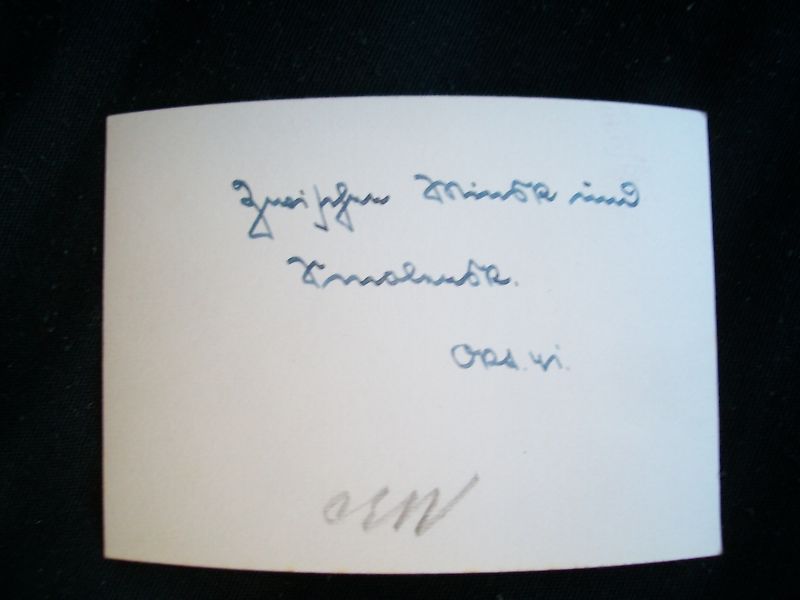 Zwischen Minsk und
Smolensk.
Okt. 41.